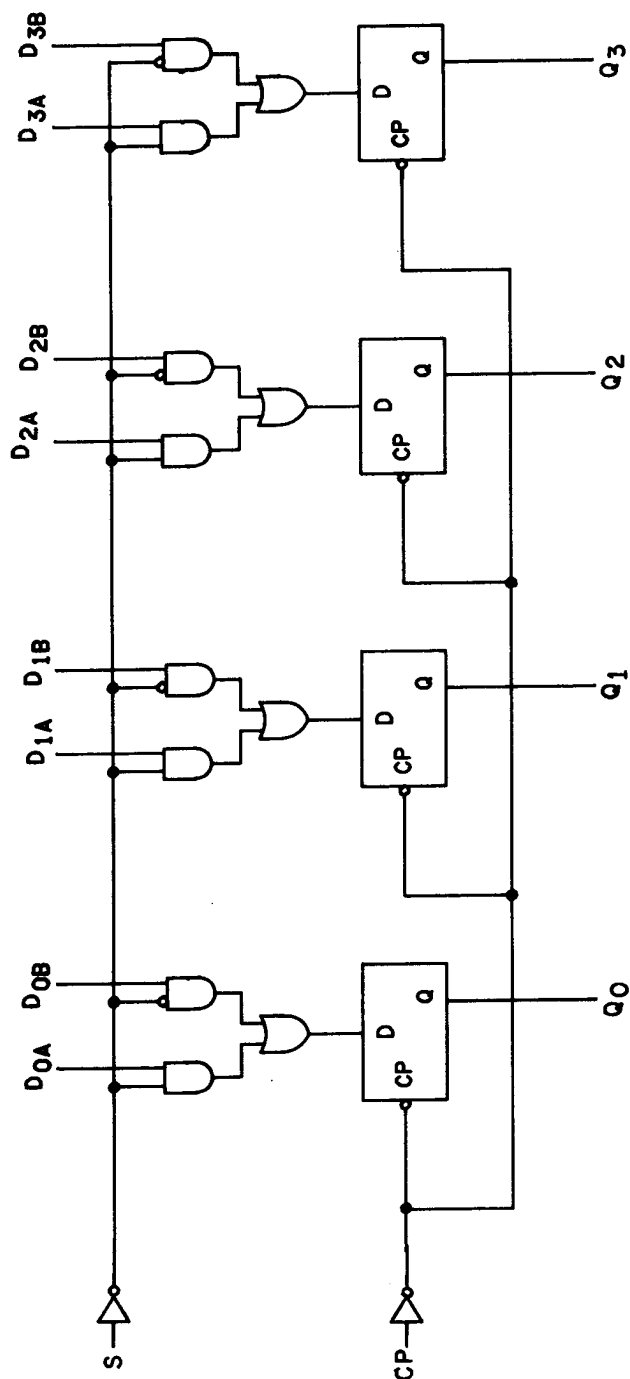 D0A D0B D1A D1B D2A D2B D3A D3B
S
D D D D
CP Q CP Q CP Q CP Q
CP
Q0 Q1 Q2 Q3